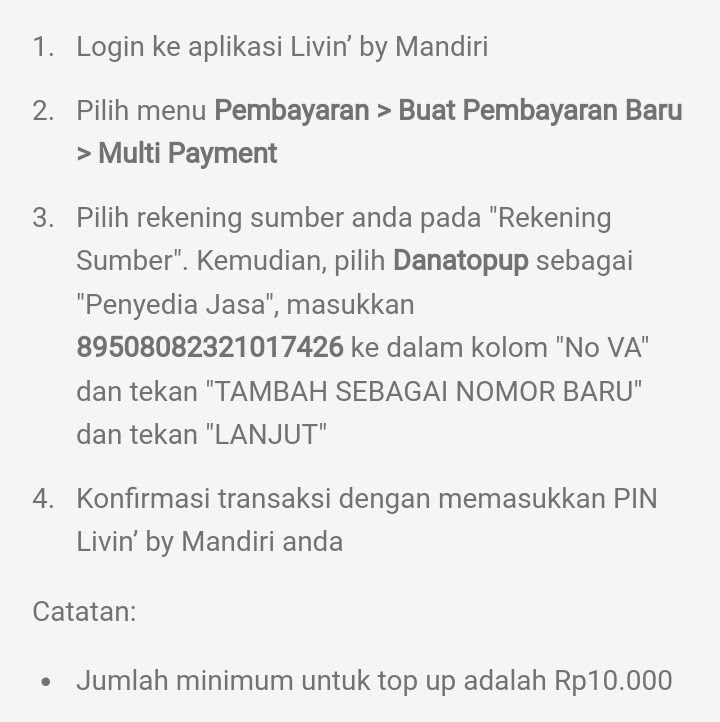 1. Login ke aplikasi Livin’ by Mandiri
2. Pilih menu Pembayaran > Buat Pembayaran Baru
> Multi Payment
3. Pilih rekening sumber anda pada "Rekening
Sumber". Kemudian, pilih Danatopup sebagai
"Penyedia Jasa", masukkan
89508082321017426 ke dalam kolom "No VA"
dan tekan "TAMBAH SEBAGAI NOMOR BARU"
dan tekan "LANJUT"
4. Konfirmasi transaksi dengan memasukkan PIN
Livin’ by Mandiri anda
Catatan:
• Jumlah minimum untuk top up adalah Rp10.000